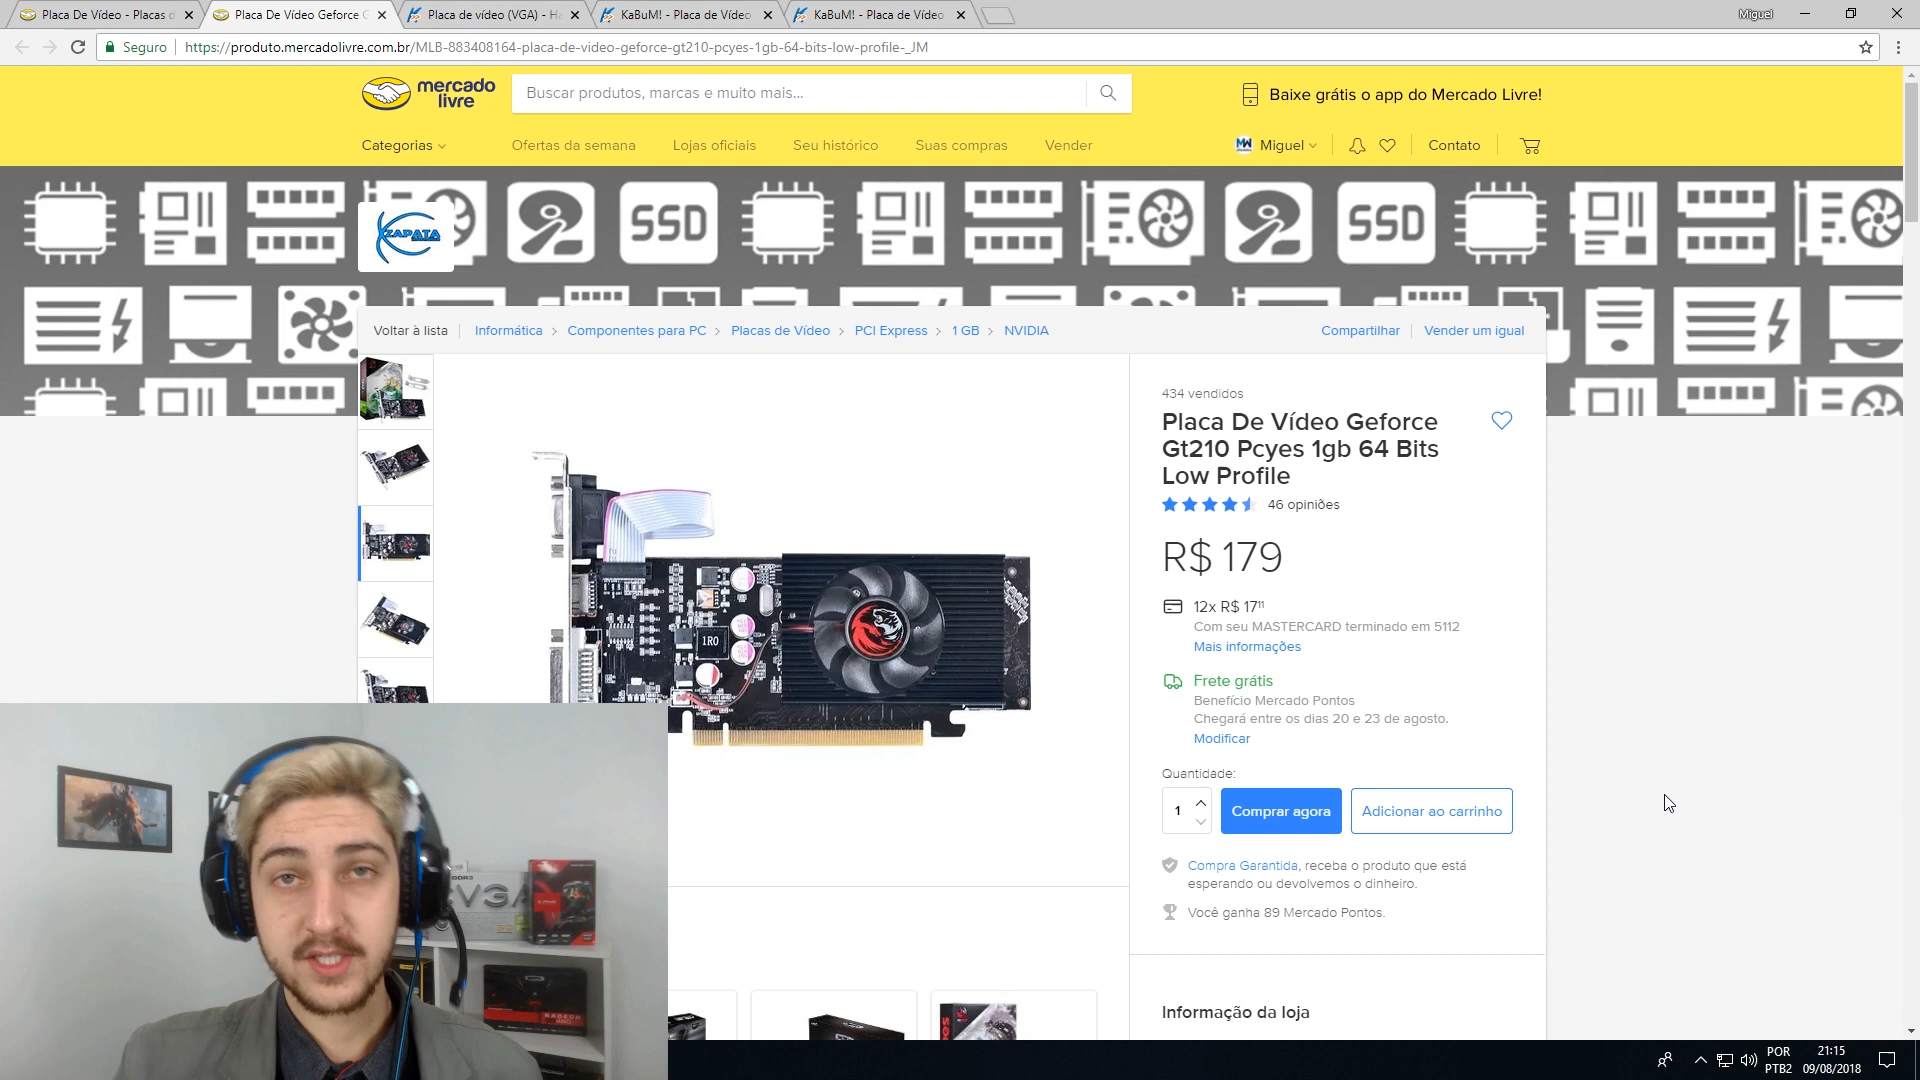 Placa De Vídeo - Placas d
Placa De Vídeo Geforce G
Placa de vídeo (VGA) - Ha
KaBuM! - Placa de Vídeo
KaBuM! - Placa de Vídeo
Miguel
Seguro
https://produto.mercadolivre.com.br/MLB-883408164-placa-de-video-geforce-gt210-pcyes-1gb-64-bits-low-profile-_JM
mercado
livre
Buscar produtos, marcas e muito mais...
Baixe grátis o app do Mercado Livre!
Categorias
Ofertas da semana
Lojas oficiais
Seu histórico
Suas compras
Vender
Miguel
Contato
SSD
SSD
ZAPATA
Voltar à lista
Informática
Componentes para PC
Placas de Vídeo
PCI Express
1 GB
NVIDIA
Compartilhar
Vender um igual
434 vendidos
Placa De Vídeo Geforce
Gt210 Pcyes 1gb 64 Bits
Low Profile
46 opiniões
R$ 179
12x R$ 17¹¹
Com seu MASTERCARD terminado em 5112
Mais informações
Frete grátis
Benefício Mercado Pontos
Chegará entre os dias 20 e 23 de agosto.
Modificar
Quantidade:
1
Comprar agora
Adicionar ao carrinho
Compra Garantida, receba o produto que está
esperando ou devolvemos o dinheiro.
Você ganha 89 Mercado Pontos.
Informação da loja
1R0
EVGA
RADEON
POR
PTB2
21:15
09/08/2018